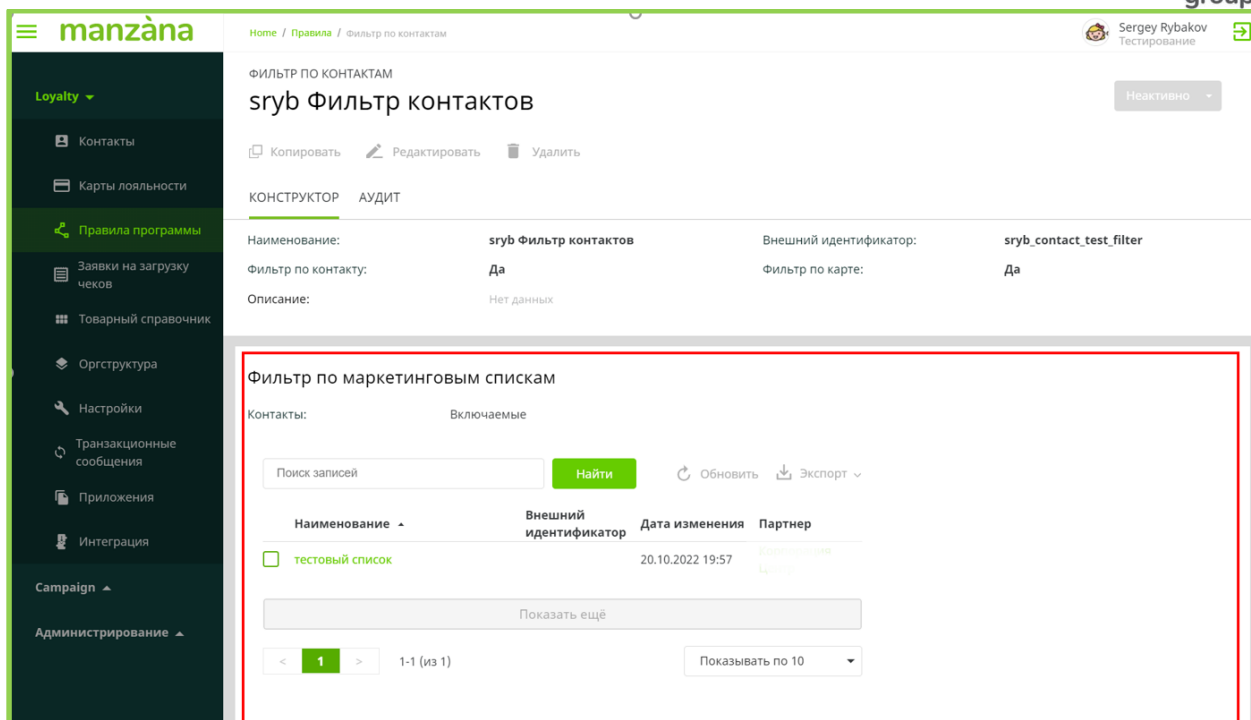 group
manzàna
Home / Правила / Фильтр по контактам
Sergey Rybakov
Тестирование
ФИЛЬТР ПО КОНТАКТАМ
sryb Фильтр контактов
Неактивно
Loyalty
Контакты
Карты лояльности
Правила программы
Заявки на загрузку
чеков
Товарный справочник
Оргструктура
Настройки
Транзакционные
сообщения
Приложения
Интеграция
Campaign
Администрирование
Копировать Редактировать Удалить
КОНСТРУКТОР АУДИТ
Наименование: sryb Фильтр контактов Внешний идентификатор: sryb_contact_test_filter
Фильтр по контакту: Да Фильтр по карте: Да
Описание: Нет данных
Фильтр по маркетинговым спискам
Контакты: Включаемые
Поиск записей Найти Обновить Экспорт
Наименование Внешний
идентификатор Дата изменения Партнер
тестовый список 20.10.2022 19:57
Показать ещё
< 1 > 1-1 (из 1) Показывать по 10